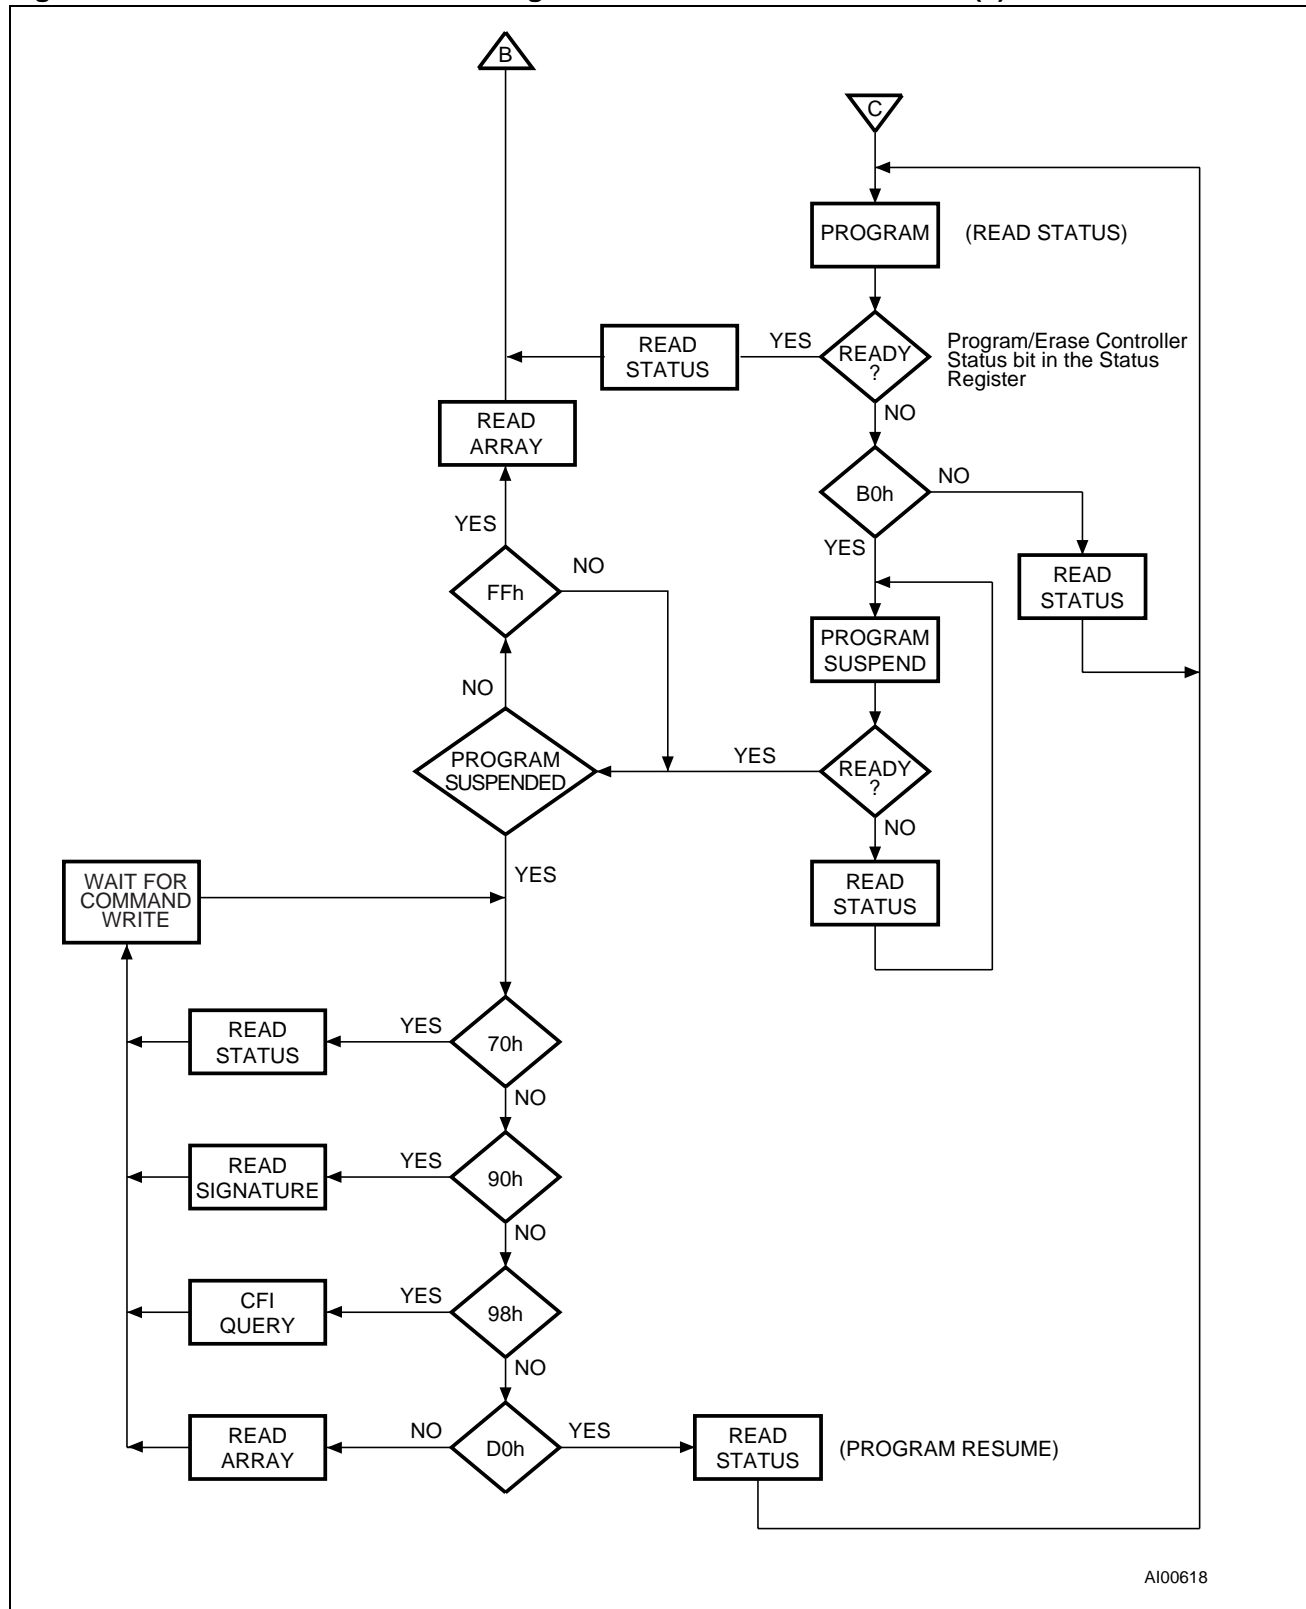 B
C
PROGRAM
(READ STATUS)
READ
STATUS
YES
READY
?
Program/Erase Controller
Status bit in the Status
Register
NO
READ
ARRAY
B0h
NO
YES
YES
FFh
NO
READ
STATUS
PROGRAM
SUSPEND
NO
PROGRAM
SUSPENDED
YES
READY
?
NO
YES
WAIT FOR
COMMAND
WRITE
READ
STATUS
READ
STATUS
YES
70h
NO
READ
SIGNATURE
YES
90h
NO
CFI
QUERY
YES
98h
NO
READ
ARRAY
NO
D0h
YES
READ
STATUS
(PROGRAM RESUME)
AI00618